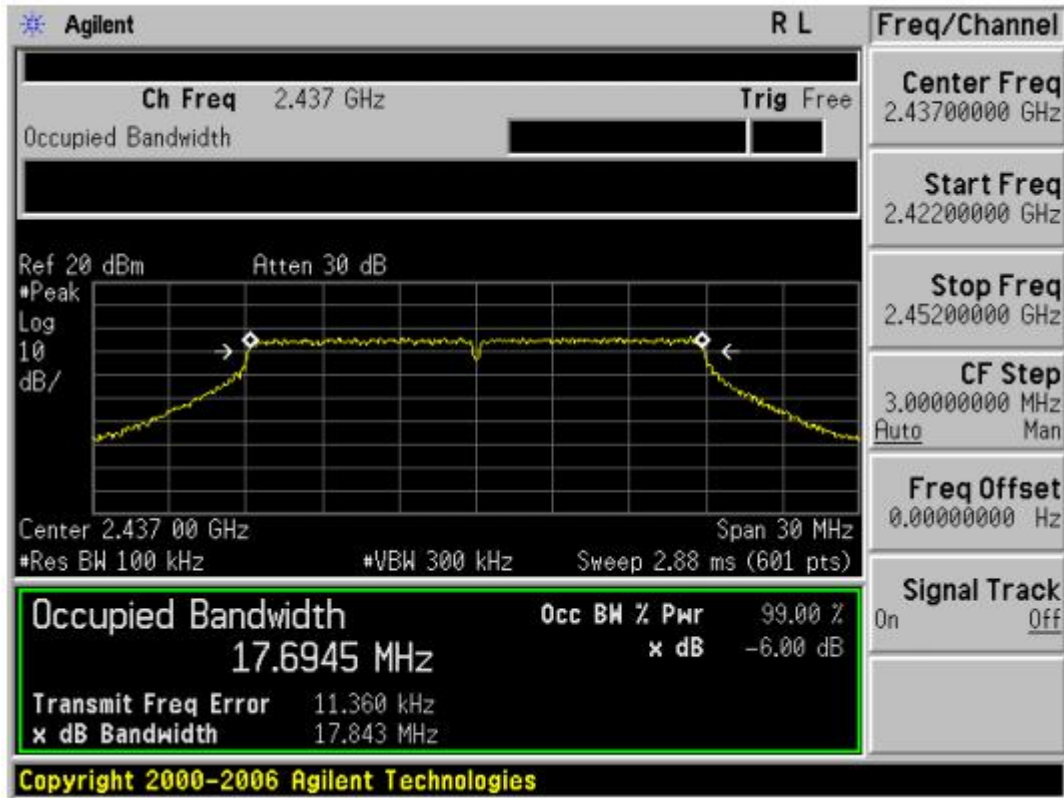 Agilent R L Freq/Channel
Ch Freq 2.437 GHz Trig Free
Occupied Bandwidth
Center Freq
2.43700000 GHz
Start Freq
2.42200000 GHz
Stop Freq
2.45200000 GHz
CF Step
3.00000000 MHz
Auto Man
Freq Offset
0.00000000 Hz
Signal Track
On Off
Ref 20 dBm Atten 30 dB
#Peak
Log
10
dB/
Center 2.437 00 GHz Span 30 MHz
#Res BW 100 kHz #VBW 300 kHz Sweep 2.88 ms (601 pts)
Occupied Bandwidth Occ BW % Pwr 99.00 %
17.6945 MHz x dB -6.00 dB
Transmit Freq Error 11.360 kHz
x dB Bandwidth 17.843 MHz
Copyright 2000-2006 Agilent Technologies